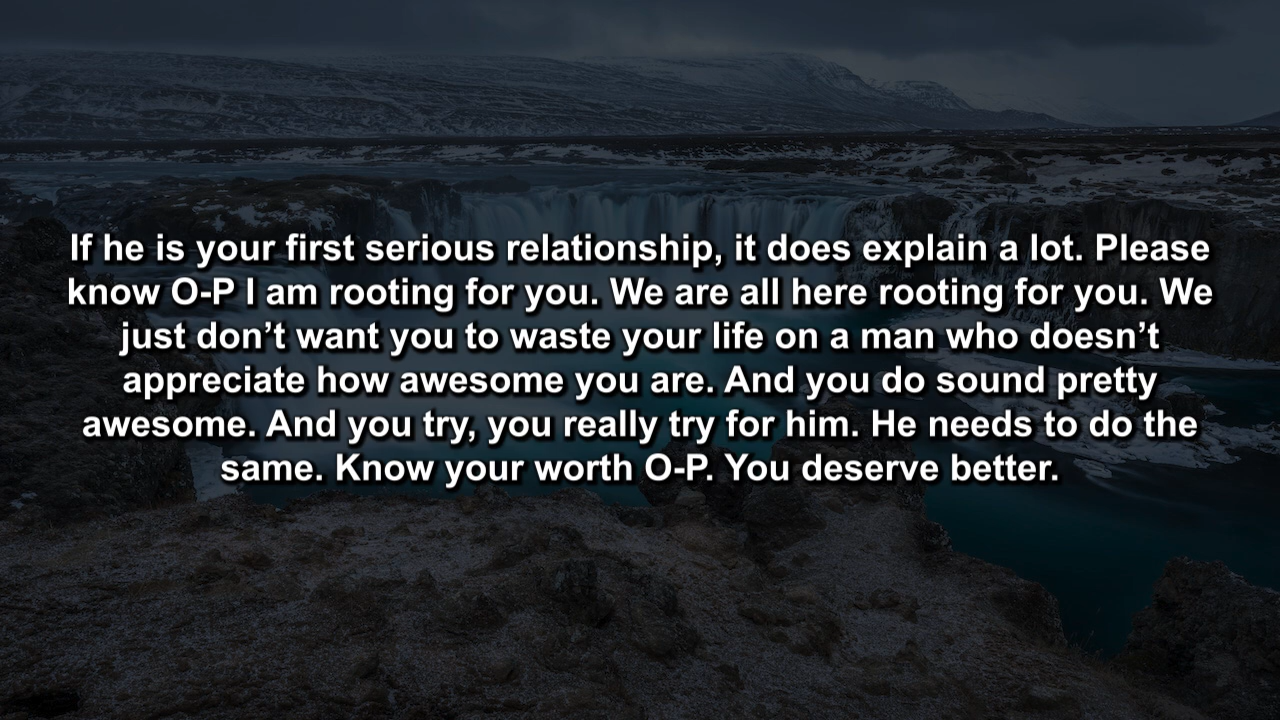 If he is your first serious relationship, it does explain a lot. Please
know O-P I am rooting for you. We are all here rooting for you. We
just don’t want you to waste your life on a man who doesn’t
appreciate how awesome you are. And you do sound pretty
awesome. And you try, you really try for him. He needs to do the
same. Know your worth O-P. You deserve better.